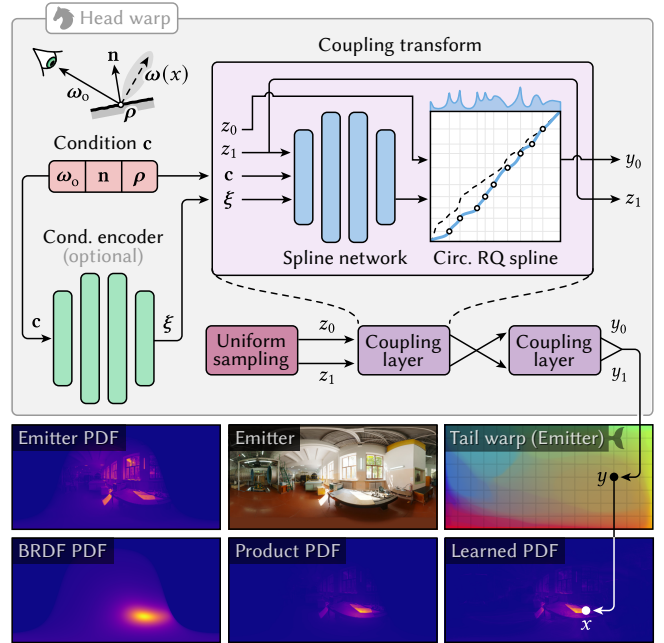 Head warp
Coupling transform
n
ω(x)
ωₒ
ρ
Condition c
ωₒ n ρ
z₀
z₁
c
ξ
y₀
z₁
Spline network
Circ. RQ spline
Cond. encoder
(optional)
c
ξ
Uniform
sampling
z₀
z₁
Coupling
layer
Coupling
layer
y₀
y₁
Emitter PDF
Emitter
Tail warp (Emitter)
y
BRDF PDF
Product PDF
Learned PDF
x